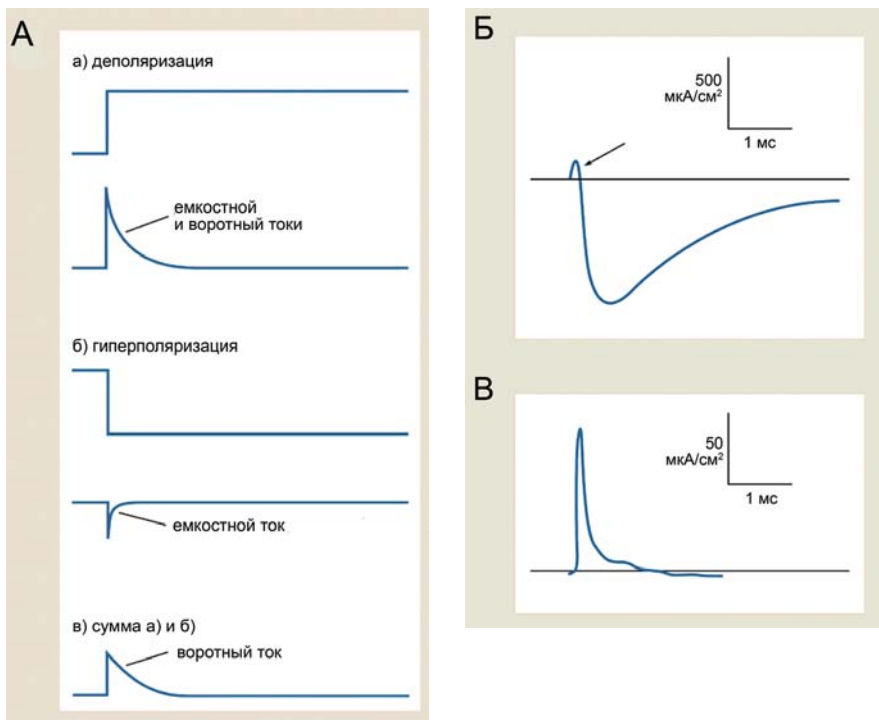 А
а) деполяризация
емкостной
и воротный токи
б) гиперполяризация
емкостной ток
в) сумма а) и б)
воротный ток
Б
500
мкА/см²
1 мс
В
50
мкА/см²
1 мс